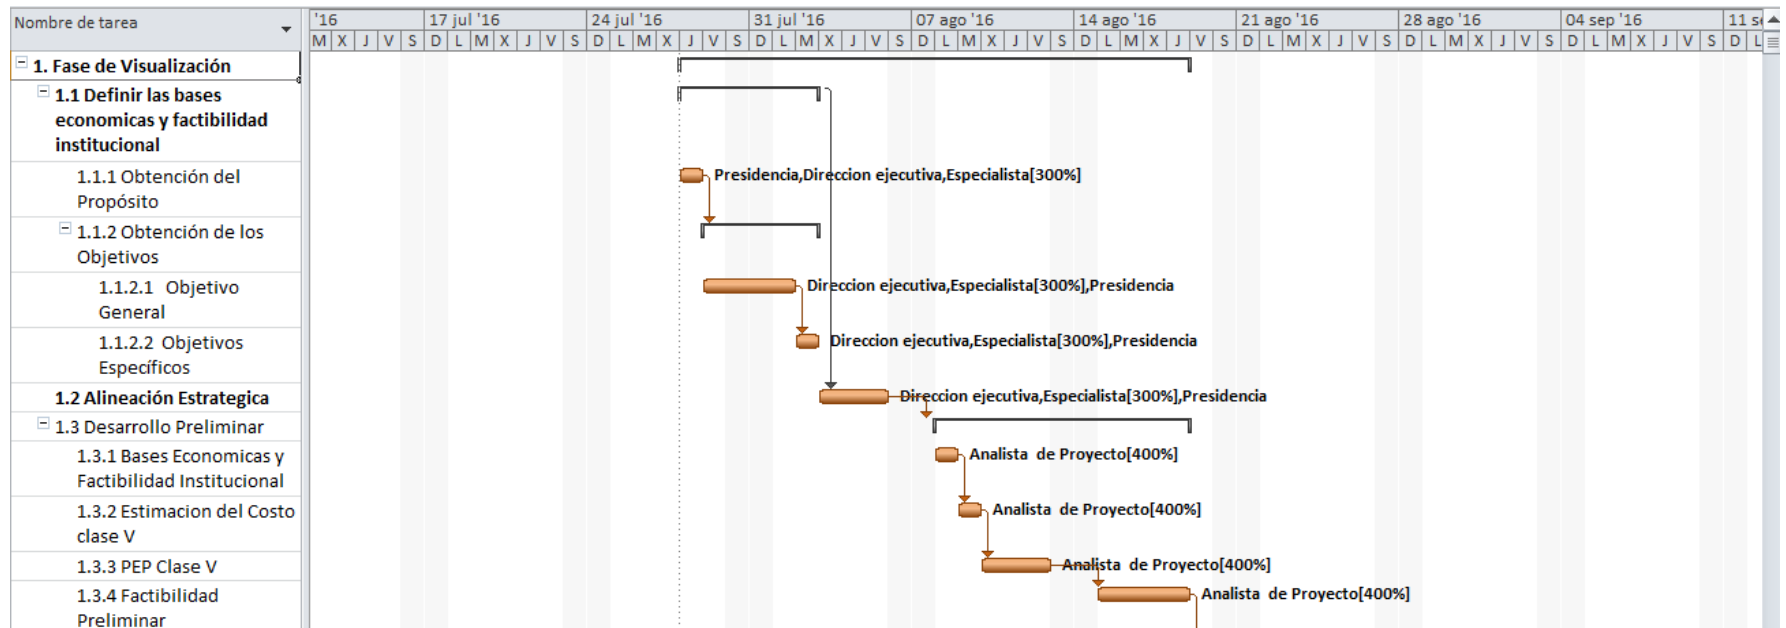 Nombre de tarea
'16 17 jul '16 24 jul '16 31 jul '16 07 ago '16 14 ago '16 21 ago '16 28 ago '16 04 sep '16 11 s
M X J V S D L M X J V S D L M X J V S D L M X J V S D L M X J V S D L M X J V S D L M X J V S D L M X J V S D L M X J V S D L
1. Fase de Visualización
1.1 Definir las bases
economicas y factibilidad
institucional
1.1.1 Obtención del
Propósito
Presidencia,Direccion ejecutiva,Especialista[300%]
1.1.2 Obtención de los
Objetivos
1.1.2.1 Objetivo
General
Direccion ejecutiva,Especialista[300%],Presidencia
1.1.2.2 Objetivos
Específicos
Direccion ejecutiva,Especialista[300%],Presidencia
1.2 Alineación Estrategica
Direccion ejecutiva,Especialista[300%],Presidencia
1.3 Desarrollo Preliminar
1.3.1 Bases Economicas y
Factibilidad Institucional
Analista de Proyecto[400%]
1.3.2 Estimacion del Costo
clase V
Analista de Proyecto[400%]
1.3.3 PEP Clase V
Analista de Proyecto[400%]
1.3.4 Factibilidad
Preliminar
Analista de Proyecto[400%]